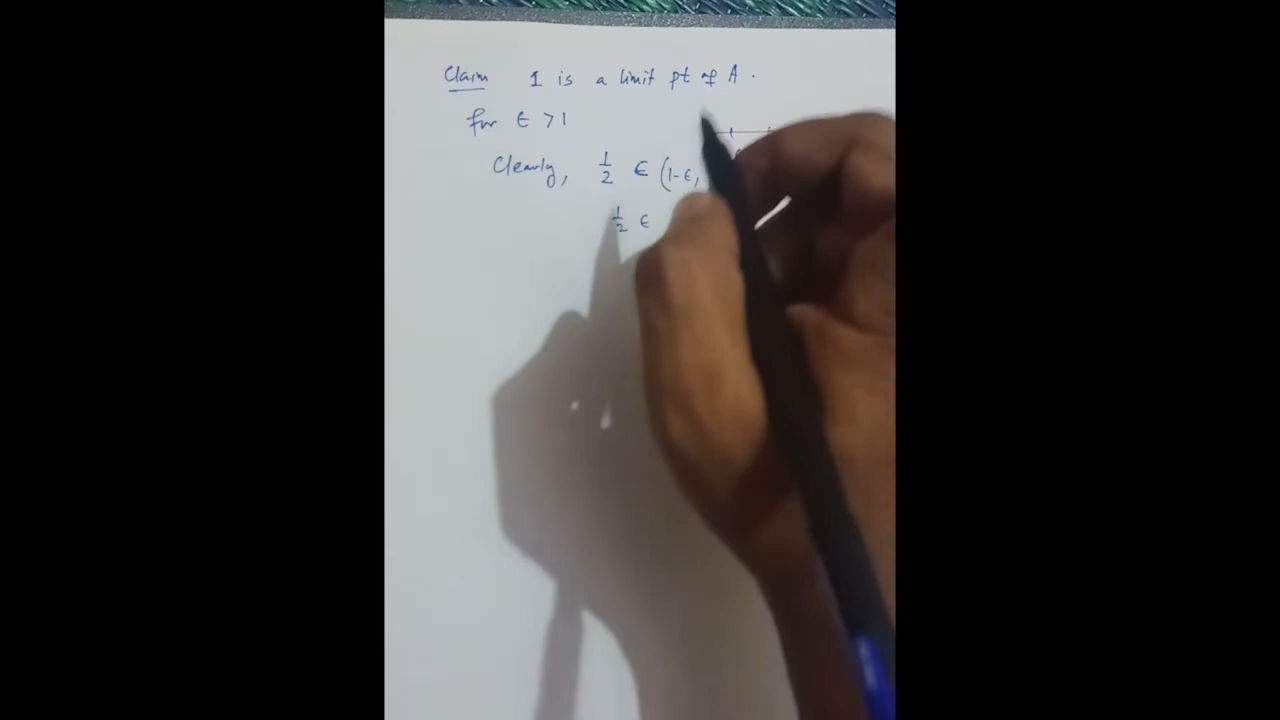 Claim 1 is a limit pt of A.
for ε > 1
Clearly, 1/2 ∈ (1-ε,
1/2 ∈